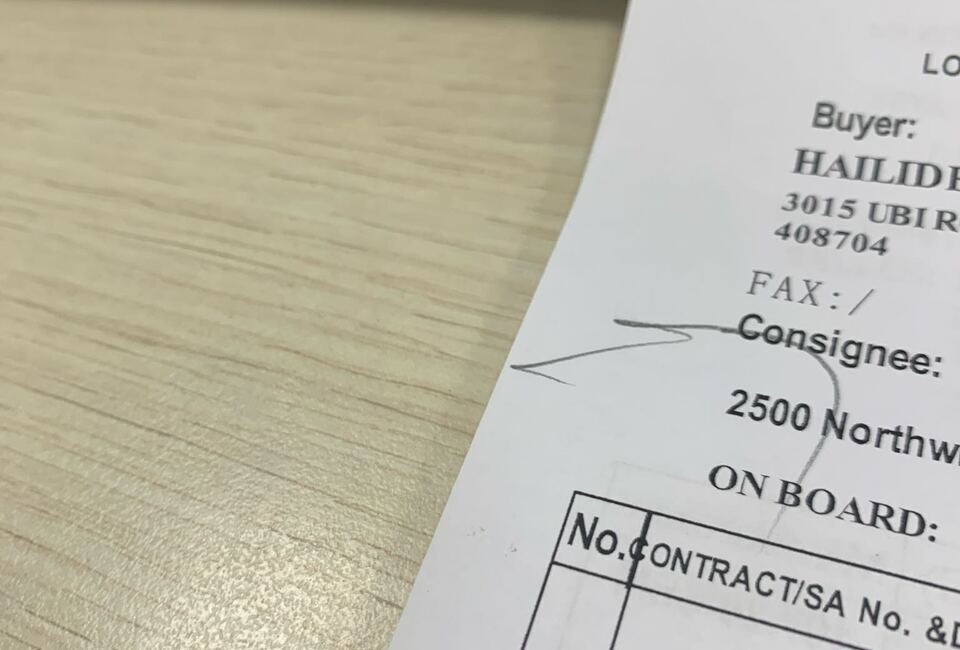 LO
Buyer:
HAILIDE
3015 UBI R
408704
FAX:/
Consignee:
2500 Northw
ON BOARD:
No. CONTRACT/SA No. &D